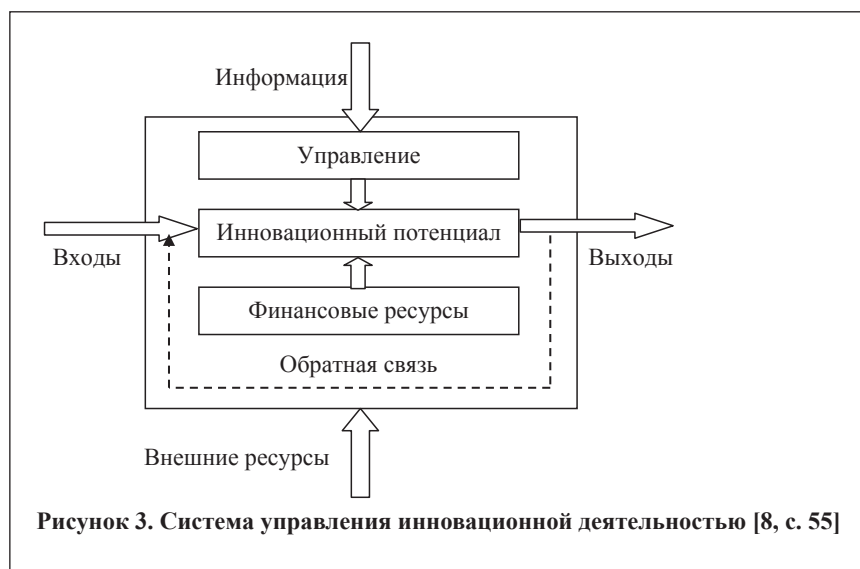 Информация
Управление
Инновационный потенциал
Входы
Выходы
Финансовые ресурсы
Обратная связь
Внешние ресурсы
Рисунок 3. Система управления инновационной деятельностью [8, с. 55]